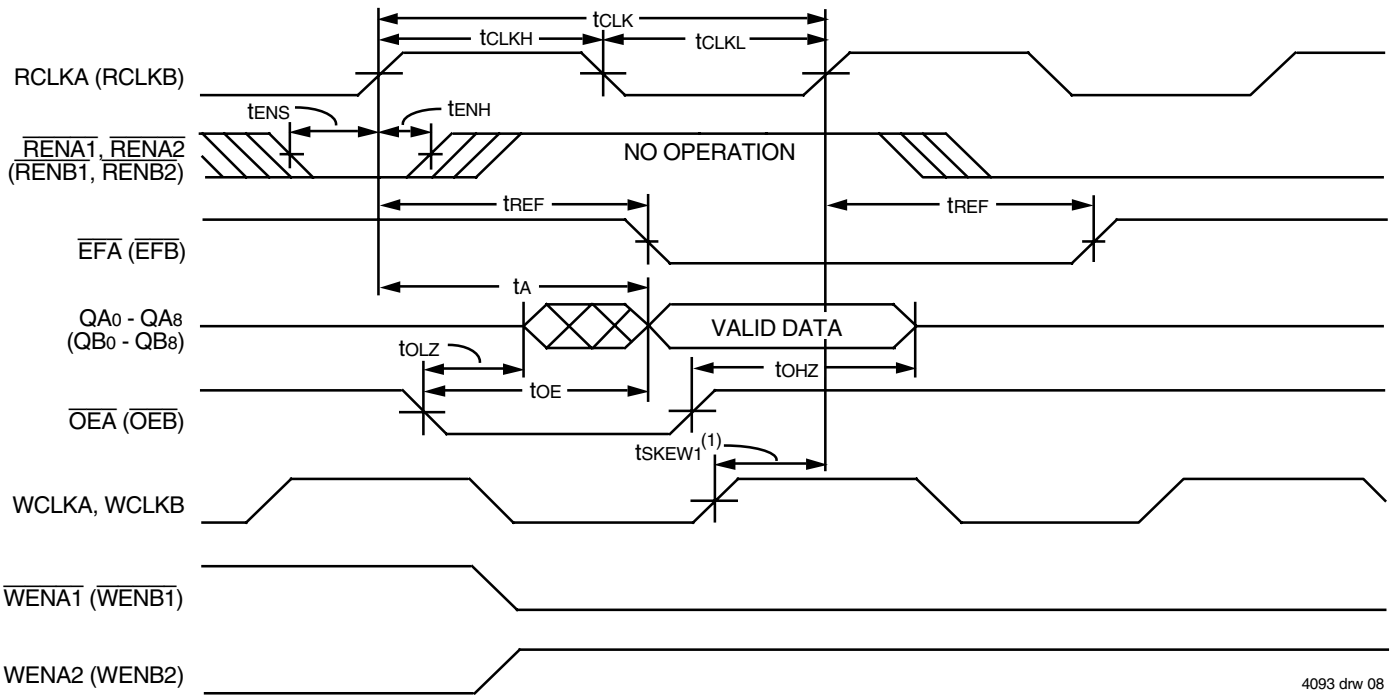 tCLK
tCLKH
tCLKL
RCLKA (RCLKB)
tENS
tENH
RENA1, RENA2
(RENB1, RENB2)
NO OPERATION
tREF
tREF
EFA (EFB)
tA
QA0 - QA8
(QB0 - QB8)
VALID DATA
tOLZ
tOHZ
tOE
OEA (OEB)
tSKEW1(1)
WCLKA, WCLKB
WENA1 (WENB1)
WENA2 (WENB2)
4093 drw 08